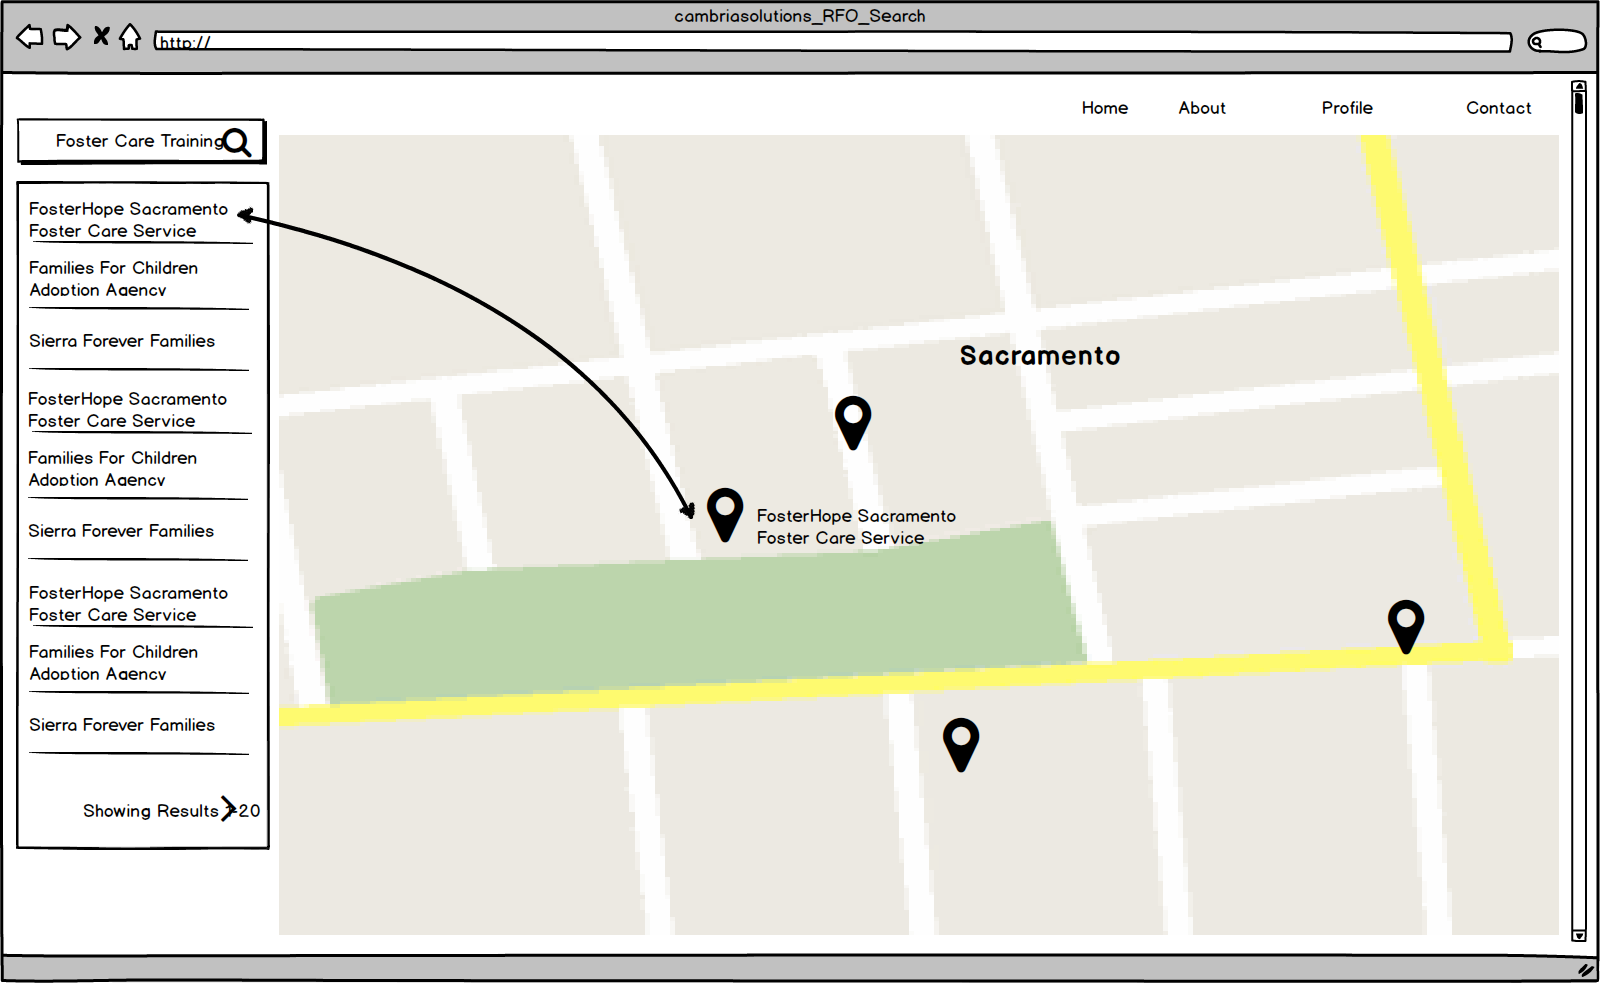 cambriasolutions_RFO_Search
http://
Home About Profile Contact
Foster Care Training
FosterHope Sacramento
Foster Care Service
Families For Children
Adoption Agency
Sierra Forever Families
FosterHope Sacramento
Foster Care Service
Families For Children
Adoption Agency
Sierra Forever Families
FosterHope Sacramento
Foster Care Service
Families For Children
Adoption Agency
Sierra Forever Families
Showing Results 1-20
Sacramento
FosterHope Sacramento
Foster Care Service